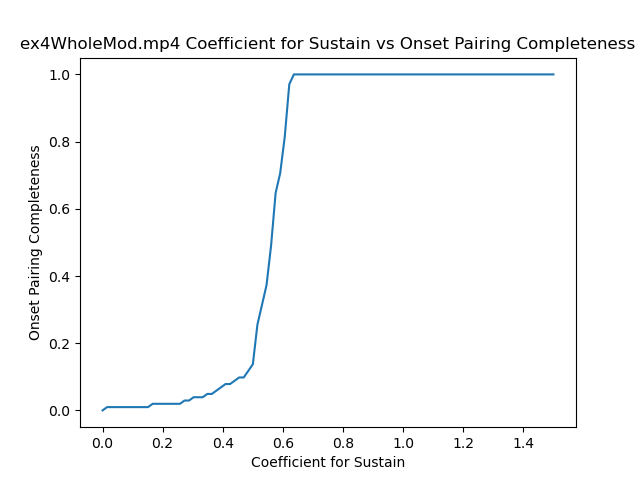 ex4WholeMod.mp4 Coefficient for Sustain vs Onset Pairing Completeness
1.0
0.8
0.6
0.4
0.2
0.0
Onset Pairing Completeness
0.0 0.2 0.4 0.6 0.8 1.0 1.2 1.4
Coefficient for Sustain